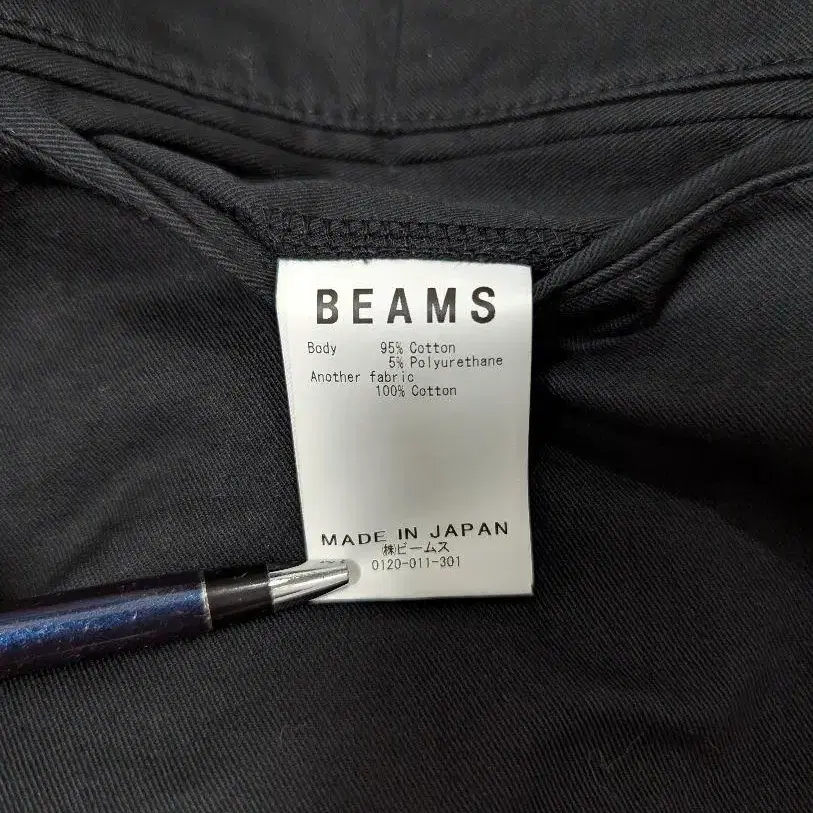 BEAMS
Body 95% Cotton
5% Polyurethane
Another fabric
100% Cotton
MADE IN JAPAN
㈱ビームス
0120-011-301